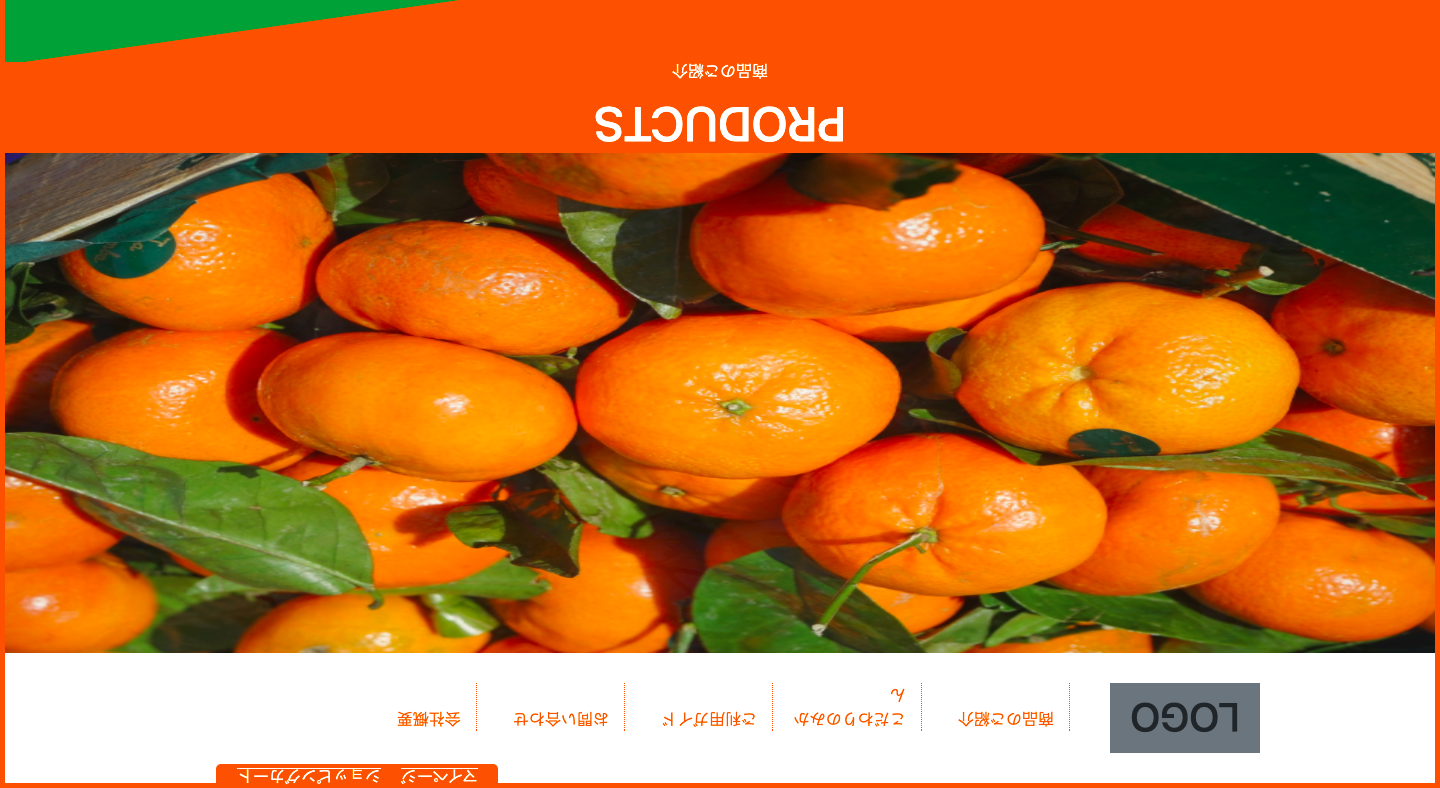 マイページ ショッピングカート
LOGO
商品のご紹介
こだわりのみか
ん
ご利用ガイド
お問い合わせ
会社概要
PRODUCTS
商品のご紹介